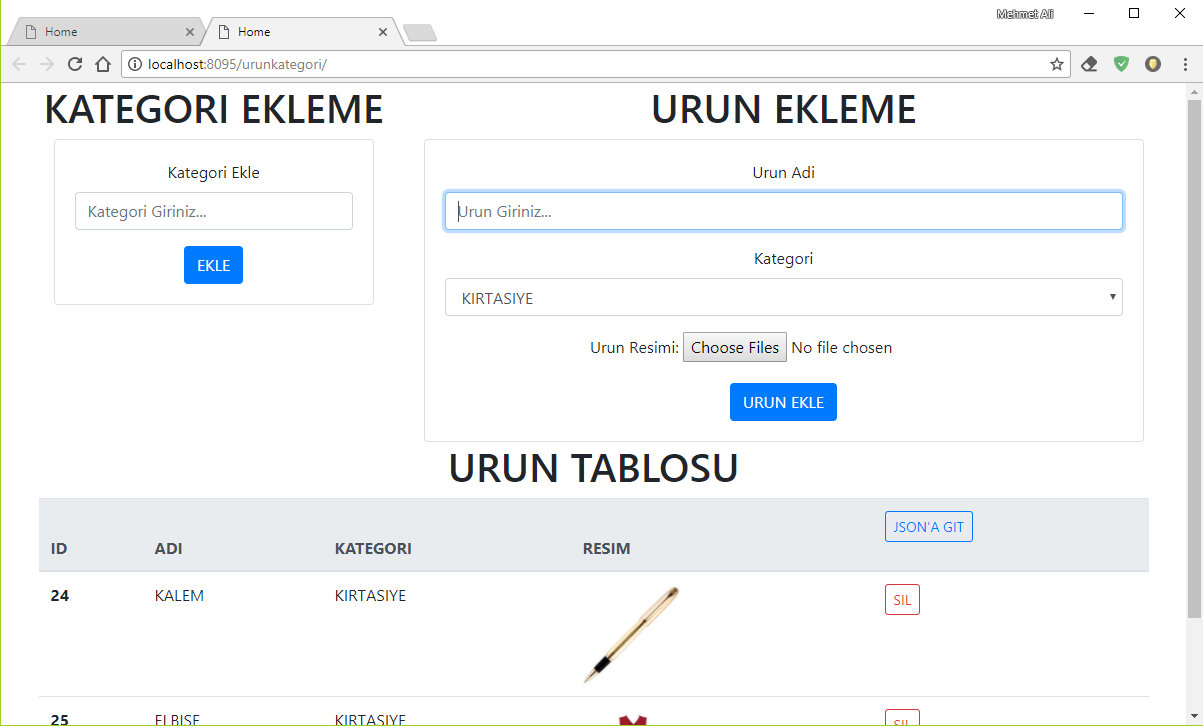 Mehmet Ali
Home
Home
localhost:8095/urunkategori/
KATEGORI EKLEME
Kategori Ekle
Kategori Giriniz...
EKLE
URUN EKLEME
Urun Adi
Urun Giriniz...
Kategori
KIRTASIYE
Urun Resimi: Choose Files No file chosen
URUN EKLE
URUN TABLOSU
ID ADI KATEGORI RESIM JSON'A GIT
24 KALEM KIRTASIYE SIL
25 ELBISE KIRTASIYE SIL